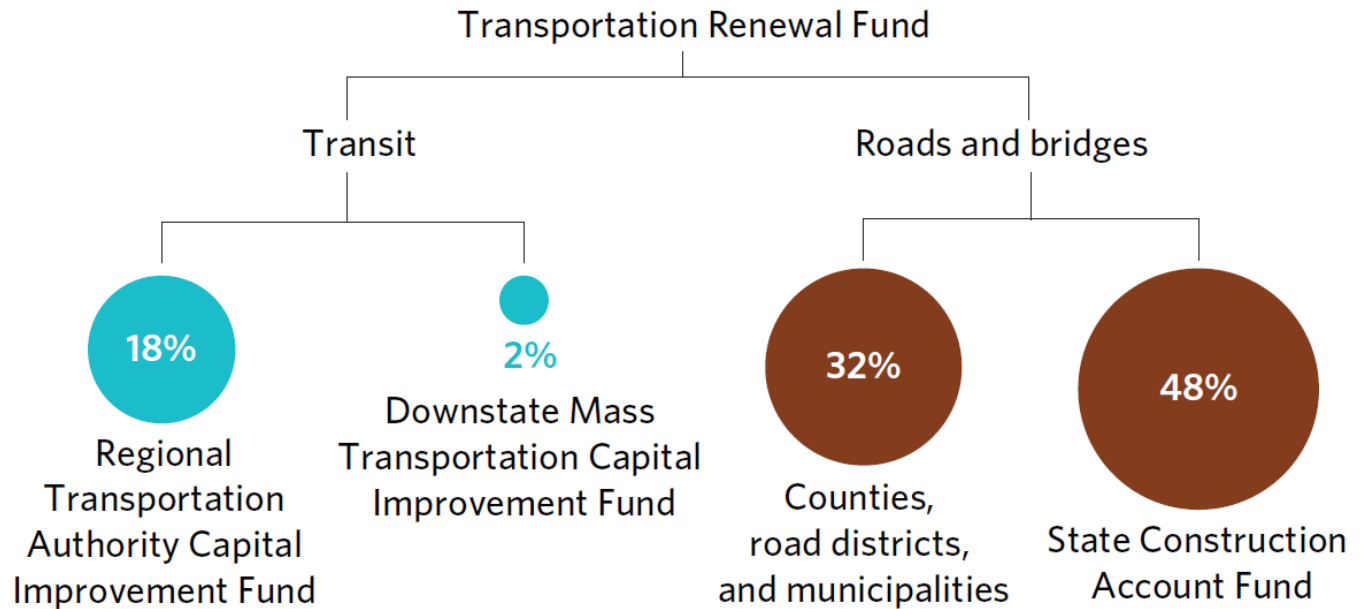 Transportation Renewal Fund
Transit
Roads and bridges
18%
Regional
Transportation
Authority Capital
Improvement Fund
2%
Downstate Mass
Transportation Capital
Improvement Fund
32%
Counties,
road districts,
and municipalities
48%
State Construction
Account Fund